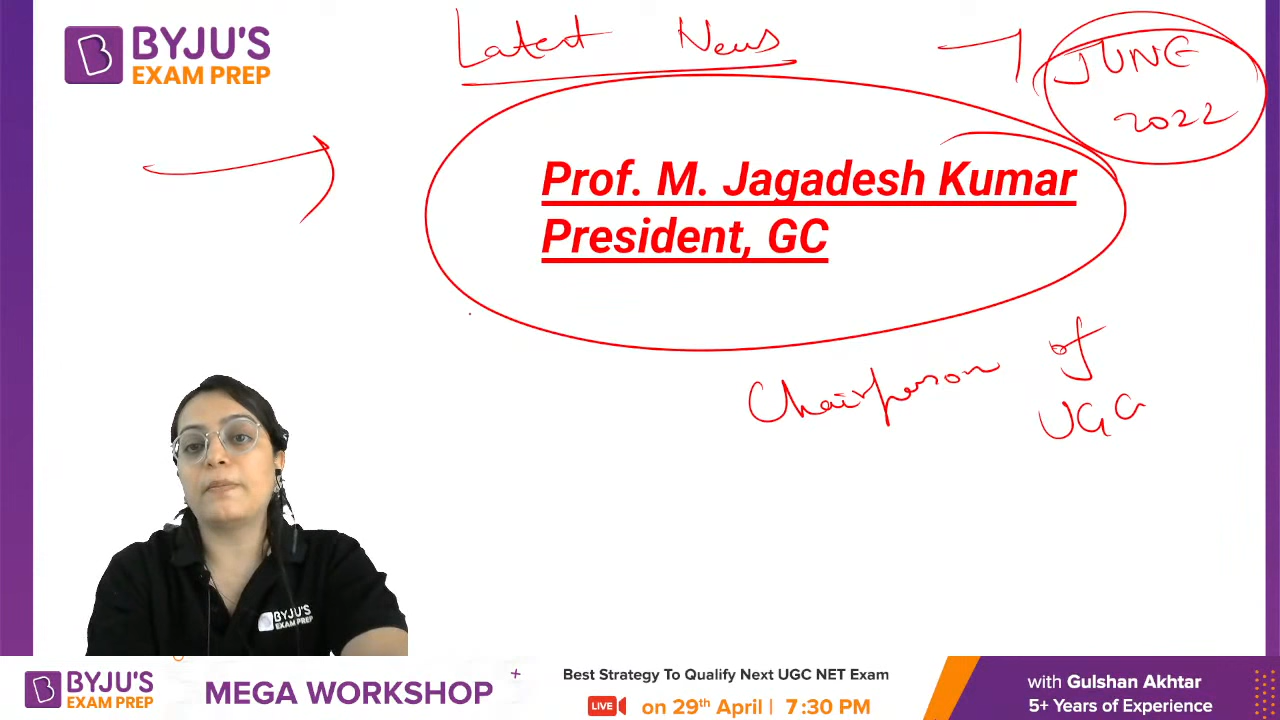 BYJU'S
EXAM PREP
Latest News
JUNE
2022
Prof. M. Jagadesh Kumar
President, GC
Chairperson of
UGC
BYJU'S
EXAM PREP
BYJU'S
EXAM PREP
MEGA WORKSHOP
Best Strategy To Qualify Next UGC NET Exam
LIVE on 29th April | 7:30 PM
with Gulshan Akhtar
5+ Years of Experience